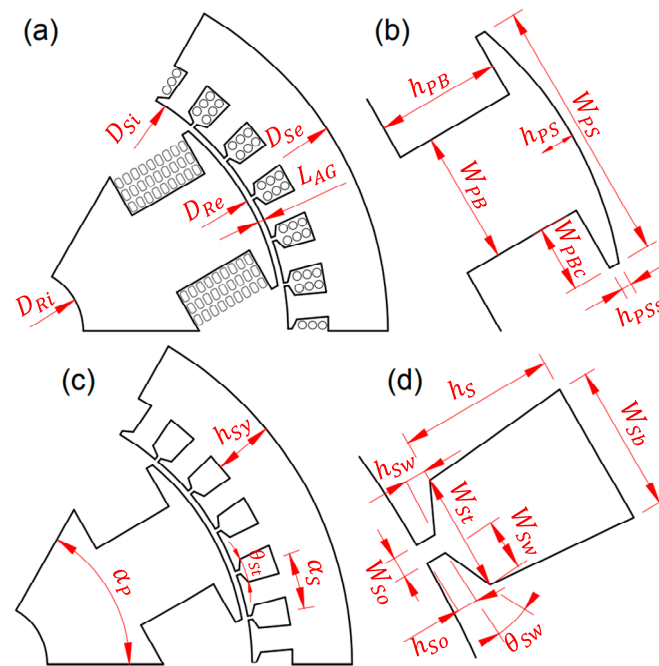 (a)
D_Si
D_Se
L_AG
D_Re
D_Ri
(b)
h_PB
W_PS
h_PS
W_PB
W_PBc
h_PSs
(c)
h_Sy
θ_St
α_S
α_P
(d)
h_S
W_Sb
h_Sw
W_St
W_Sw
W_So
h_So
θ_Sw